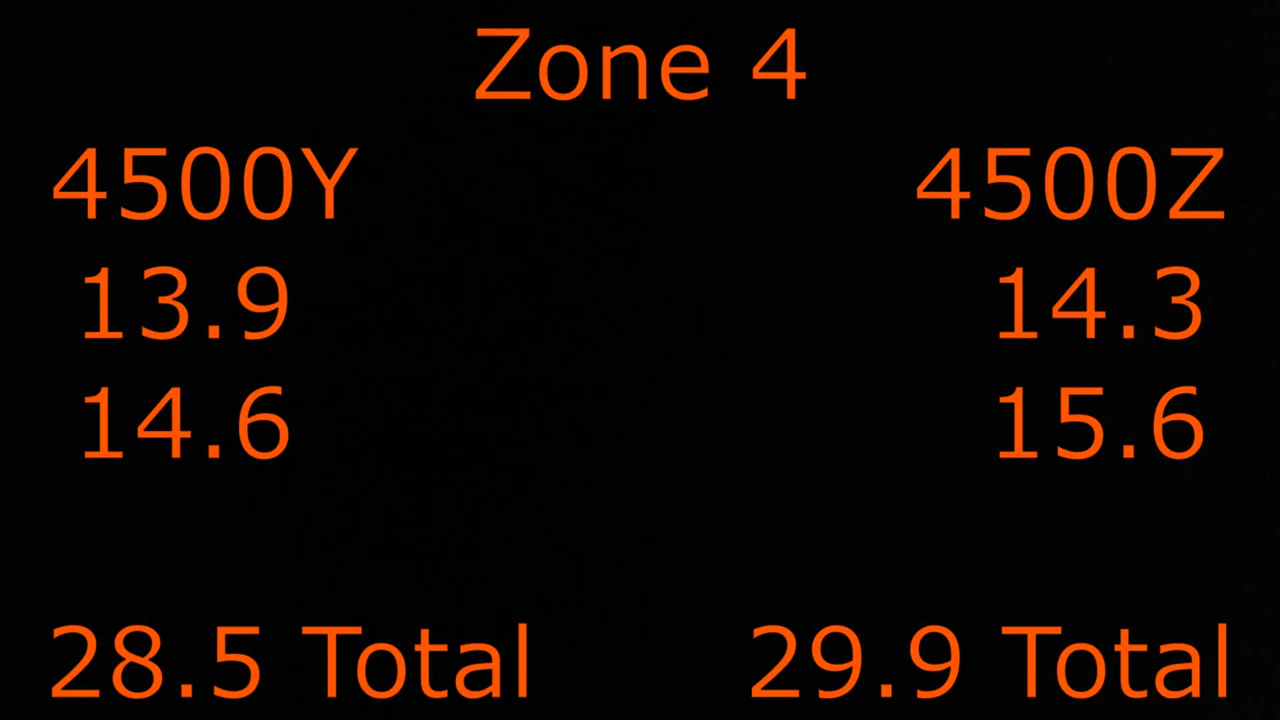 Zone 4
4500Y 4500Z
13.9 14.3
14.6 15.6
28.5 Total 29.9 Total